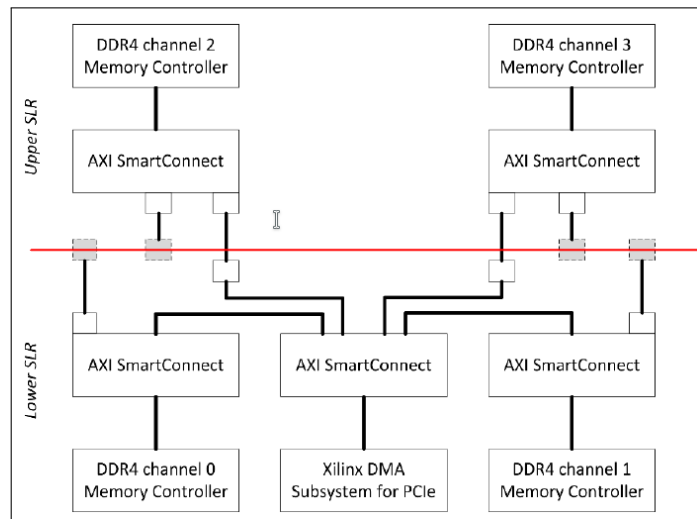 DDR4 channel 2
Memory Controller
DDR4 channel 3
Memory Controller
Upper SLR
AXI SmartConnect
AXI SmartConnect
Lower SLR
AXI SmartConnect
AXI SmartConnect
AXI SmartConnect
DDR4 channel 0
Memory Controller
Xilinx DMA
Subsystem for PCIe
DDR4 channel 1
Memory Controller